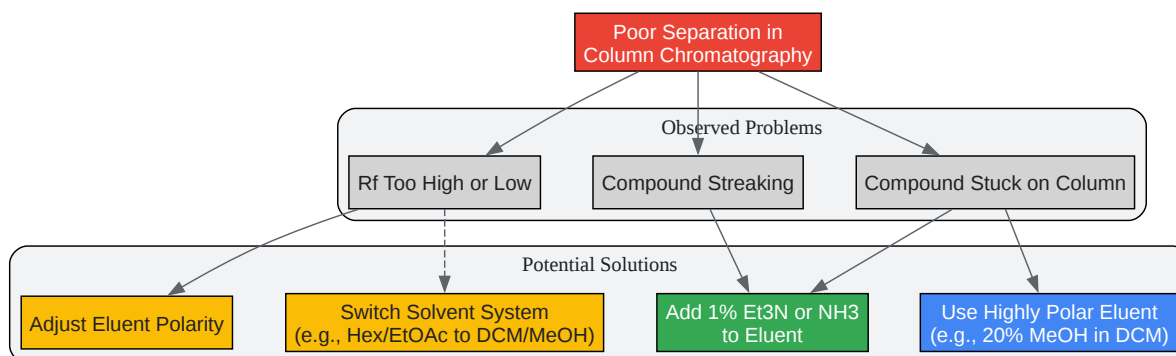 Poor Separation in
Column Chromatography
Observed Problems
Rf Too High or Low
Compound Streaking
Compound Stuck on Column
Potential Solutions
Adjust Eluent Polarity
Switch Solvent System
(e.g., Hex/EtOAc to DCM/MeOH)
Add 1% Et3N or NH3
to Eluent
Use Highly Polar Eluent
(e.g., 20% MeOH in DCM)